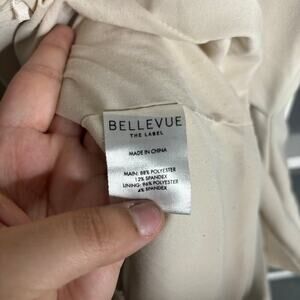 BELLEVUE
THE LABEL
MADE IN CHINA
MAIN: 88% POLYESTER
12% SPANDEX
LINING: 96% POLYESTER
4% SPANDEX